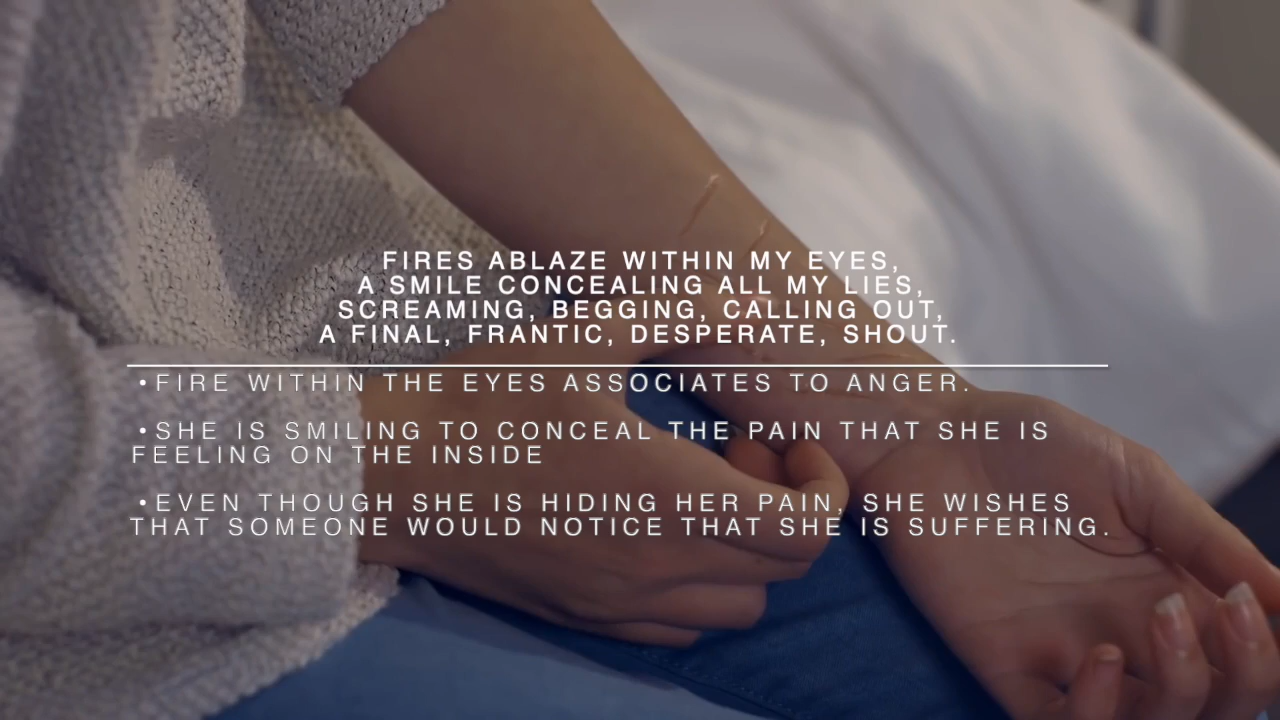 FIRES ABLAZE WITHIN MY EYES,
A SMILE CONCEALING ALL MY LIES,
SCREAMING, BEGGING, CALLING OUT,
A FINAL, FRANTIC, DESPERATE, SHOUT.
•FIRE WITHIN THE EYES ASSOCIATES TO ANGER.
•SHE IS SMILING TO CONCEAL THE PAIN THAT SHE IS
FEELING ON THE INSIDE
•EVEN THOUGH SHE IS HIDING HER PAIN, SHE WISHES
THAT SOMEONE WOULD NOTICE THAT SHE IS SUFFERING.